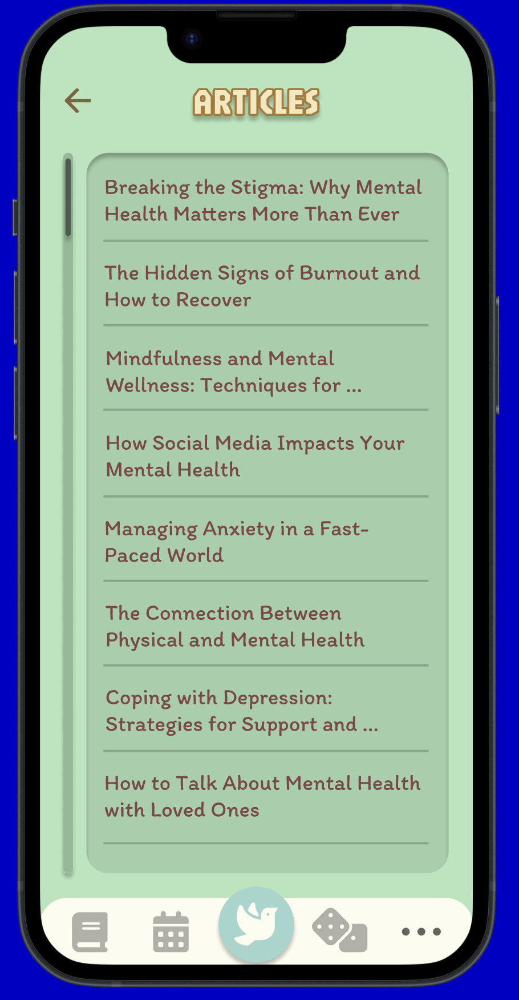 ARTICLES
Breaking the Stigma: Why Mental
Health Matters More Than Ever
The Hidden Signs of Burnout and
How to Recover
Mindfulness and Mental
Wellness: Techniques for ...
How Social Media Impacts Your
Mental Health
Managing Anxiety in a Fast-
Paced World
The Connection Between
Physical and Mental Health
Coping with Depression:
Strategies for Support and ...
How to Talk About Mental Health
with Loved Ones